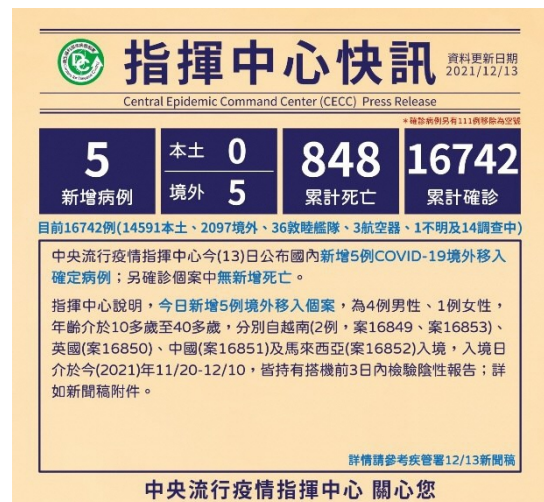 指揮中心快訊
資料更新日期
2021/12/13
Central Epidemic Command Center (CECC) Press Release
*確診病例另有111例移除為空號
5
新增病例
本土 0
境外 5
848
累計死亡
16742
累計確診
目前16742例(14591本土、2097境外、36敦睦艦隊、3航空器、1不明及14調查中)
中央流行疫情指揮中心今(13)日公布國內新增5例COVID-19境外移入
確定病例；另確診個案中無新增死亡。
指揮中心說明，今日新增5例境外移入個案，為4例男性、1例女性，
年齡介於10多歲至40多歲，分別自越南(2例，案16849、案16853)、
英國(案16850)、中國(案16851)及馬來西亞(案16852)入境，入境日
介於今(2021)年11/20-12/10，皆持有搭機前3日內檢驗陰性報告；詳
如新聞稿附件。
詳情請參考疾管署12/13新聞稿
中央流行疫情指揮中心 關心您